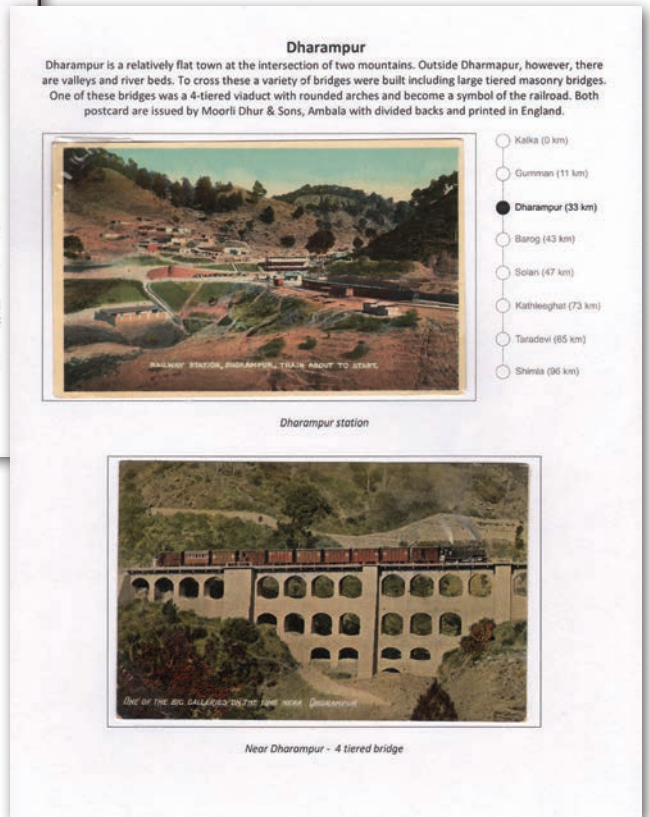 Dharampur
Dharampur is a relatively flat town at the intersection of two mountains. Outside Dharmapur, however, there
are valleys and river beds. To cross these a variety of bridges were built including large tiered masonry bridges.
One of these bridges was a 4-tiered viaduct with rounded arches and become a symbol of the railroad. Both
postcard are issued by Moorli Dhur & Sons, Ambala with divided backs and printed in England.
Kalka (0 km)
Gumman (11 km)
Dharampur (33 km)
Barog (43 km)
Solan (47 km)
Kathleeghat (73 km)
Taradevi (85 km)
Shimla (96 km)
RAILWAY STATION, DHARAMPUR, TRAIN ABOUT TO START.
Dharampur station
ONE OF THE BIG GALLERIES ON THE LINE NEAR DHARAMPUR
Near Dharampur - 4 tiered bridge